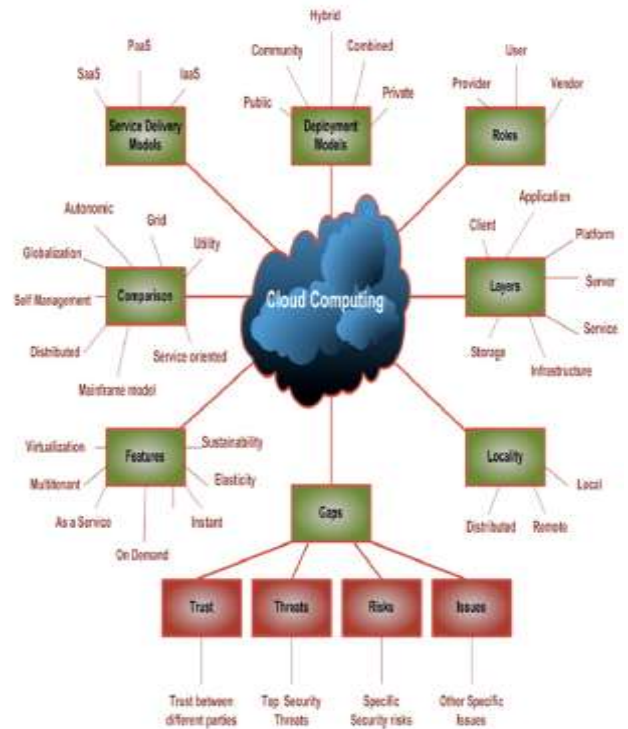 Hybrid
Community
Combined
Public
Private
PaaS
SaaS
IaaS
User
Provider
Vendor
Service Delivery
Models
Deployment
Models
Roles
Autonomic
Grid
Globalization
Utility
Self Management
Comparison
Distributed
Service oriented
Mainframe model
Cloud Computing
Application
Client
Platform
Layers
Server
Service
Storage
Infrastructure
Virtualization
Sustainability
Features
Multitenant
Elasticity
As a Service
Instant
On Demand
Locality
Local
Distributed
Remote
Gaps
Trust
Threats
Risks
Issues
Trust between
different parties
Top Security
Threats
Specific
Security risks
Other Specific
Issues